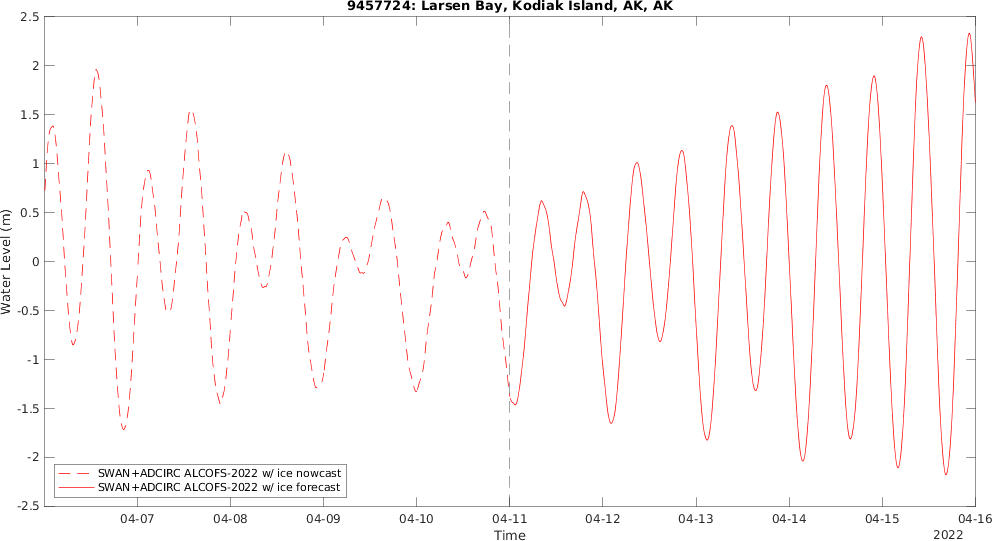 9457724: Larsen Bay, Kodiak Island, AK, AK
2.5
2
1.5
1
0.5
0
-0.5
-1
-1.5
-2
-2.5
Water Level (m)
SWAN+ADCIRC ALCOFS-2022 w/ ice nowcast
SWAN+ADCIRC ALCOFS-2022 w/ ice forecast
04-07 04-08 04-09 04-10 04-11 04-12 04-13 04-14 04-15 04-16
Time
2022